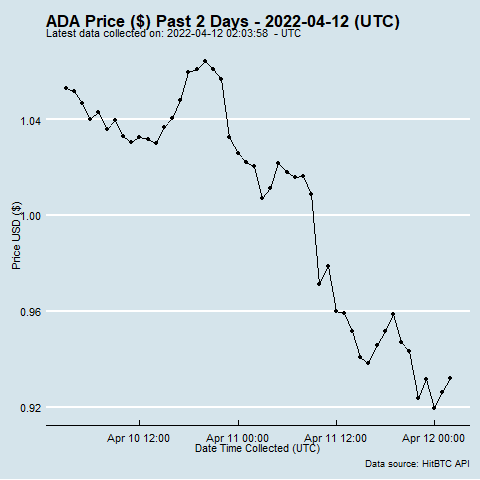 ADA Price ($) Past 2 Days - 2022-04-12 (UTC)
Latest data collected on: 2022-04-12 02:03:58  - UTC
Price USD ($)
1.04
1.00
0.96
0.92
Apr 10 12:00
Apr 11 00:00
Apr 11 12:00
Apr 12 00:00
Date Time Collected (UTC)
Data source: HitBTC API